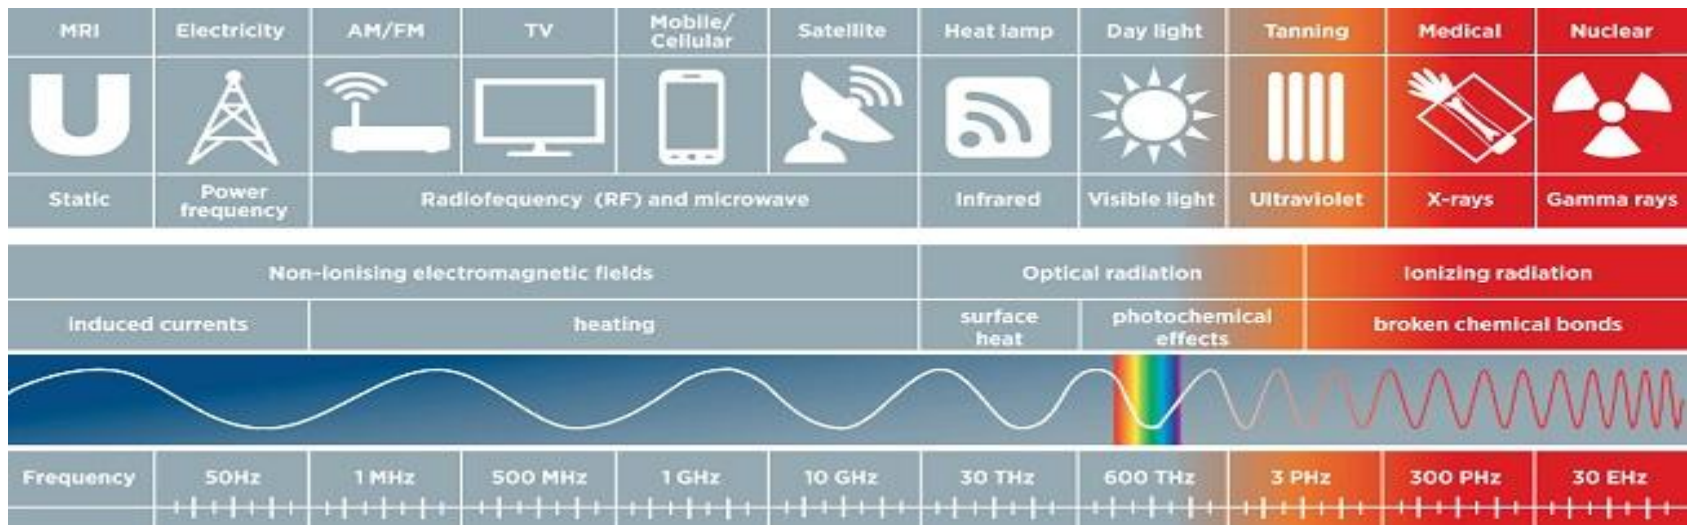 MRI
Electricity
AM/FM
TV
Mobile/
Cellular
Satellite
Heat lamp
Day light
Tanning
Medical
Nuclear
Static
Power
frequency
Radiofequency (RF) and microwave
Infrared
Visible light
Ultraviolet
X-rays
Gamma rays
Non-ionising electromagnetic fields
Optical radiation
Ionizing radiation
induced currents
heating
surface
heat
photochemical
effects
broken chemical bonds
Frequency
50Hz
1 MHz
500 MHz
1 GHz
10 GHz
30 THz
600 THz
3 PHz
300 PHz
30 EHz